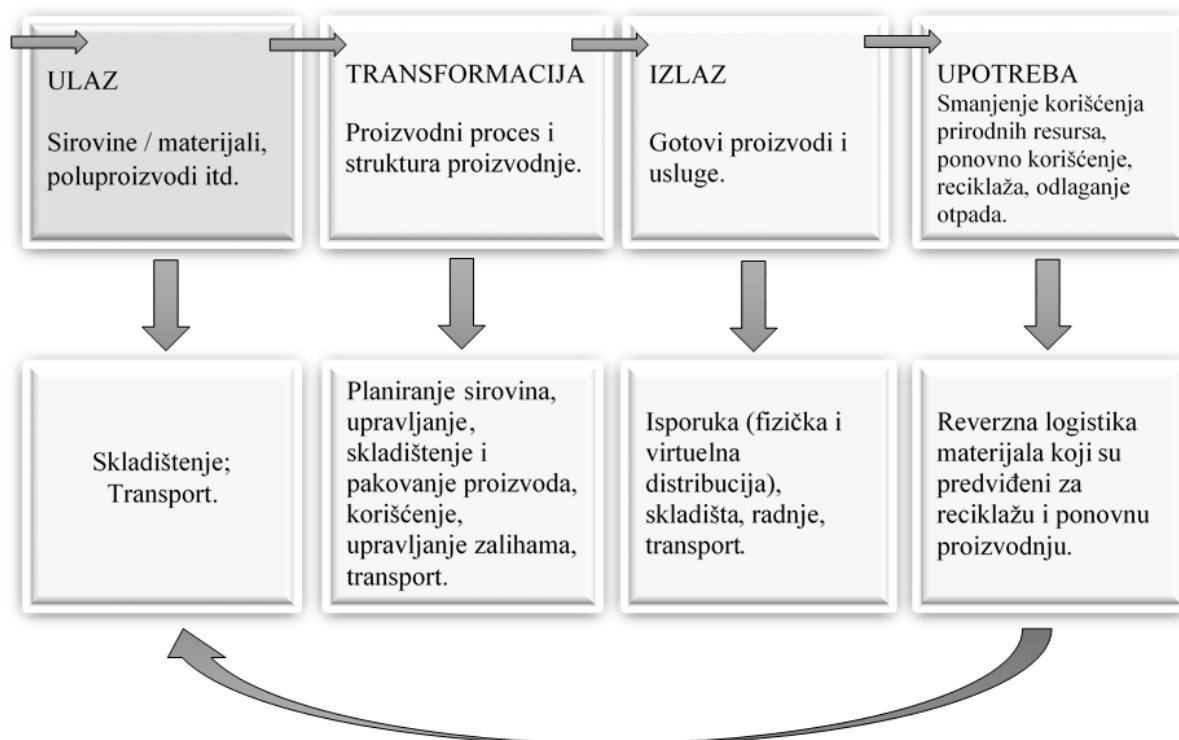 ULAZ
Sirovine / materijali,
poluproizvodi itd.
TRANSFORMACIJA
Proizvodni proces i
struktura proizvodnje.
IZLAZ
Gotovi proizvodi i
usluge.
UPOTREBA
Smanjenje korišćenja
prirodnih resursa,
ponovno korišćenje,
reciklaža, odlaganje
otpada.
Skladištenje;
Transport.
Planiranje sirovina,
upravljanje,
skladištenje i
pakovanje proizvoda,
korišćenje,
upravljanje zalihama,
transport.
Isporuka (fizička i
virtuelna
distribucija),
skladišta, radnje,
transport.
Reverzna logistika
materijala koji su
predviđeni za
reciklažu i ponovnu
proizvodnju.